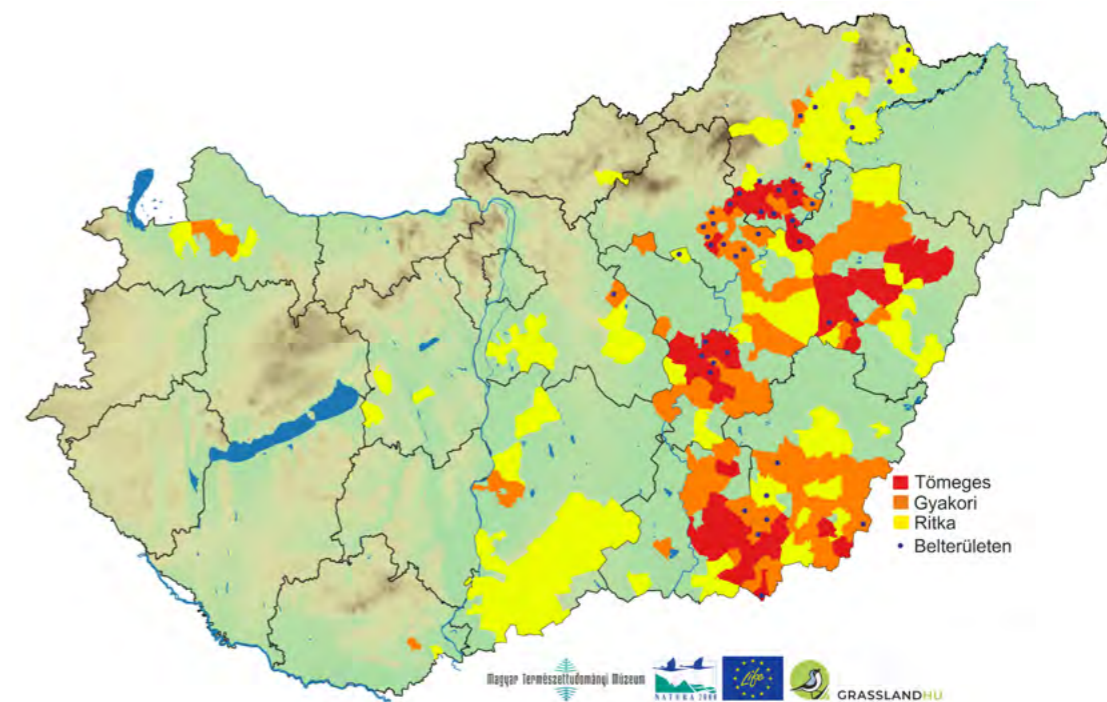 Tömeges
Gyakori
Ritka
Belterületen
Magyar Természettudományi Múzeum
NATURA 2000
Life
GRASSLANDHU